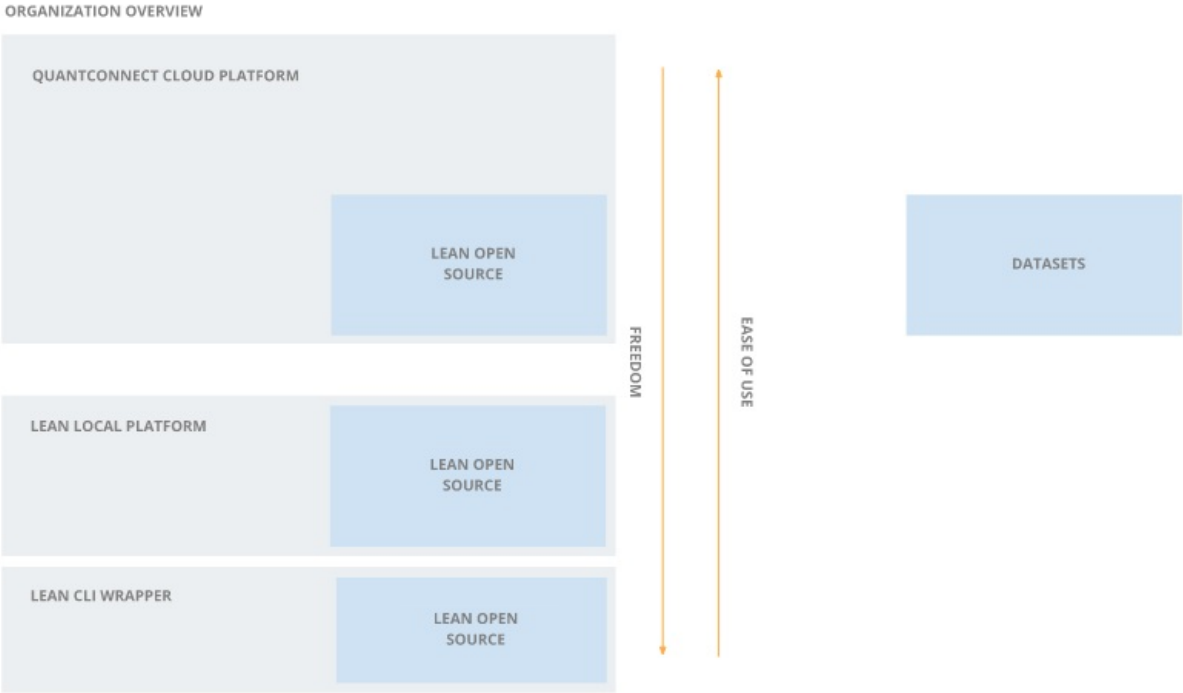 ORGANIZATION OVERVIEW
QUANTCONNECT CLOUD PLATFORM
LEAN OPEN
SOURCE
LEAN LOCAL PLATFORM
LEAN OPEN
SOURCE
LEAN CLI WRAPPER
LEAN OPEN
SOURCE
FREEDOM
EASE OF USE
DATASETS